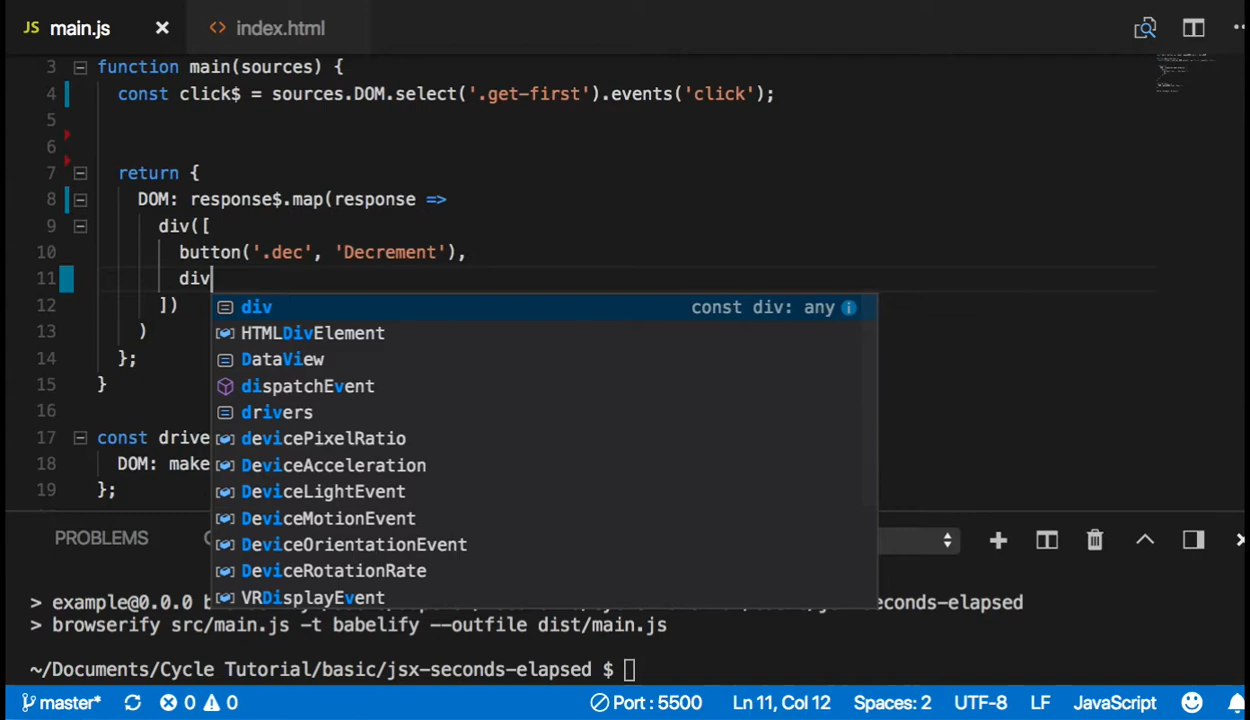 JS main.js × <> index.html
3 function main(sources) {
4 const click$ = sources.DOM.select('.get-first').events('click');
5
6
7 return {
8 DOM: response$.map(response =>
9 div([
10 button('.dec', 'Decrement'),
11 div
12 ])
13 )
14 };
15 }
16
17 const drive
18 DOM: make
19 };
div const div: any
HTMLDivElement
DataView
dispatchEvent
drivers
devicePixelRatio
DeviceAcceleration
DeviceLightEvent
DeviceMotionEvent
DeviceOrientationEvent
DeviceRotationRate
VRDisplayEvent
PROBLEMS
> example@0.0.0 b -seconds-elapsed
> browserify src/main.js -t babelify --outfile dist/main.js
~/Documents/Cycle Tutorial/basic/jsx-seconds-elapsed $
master* 0 0 Port : 5500 Ln 11, Col 12 Spaces: 2 UTF-8 LF JavaScript